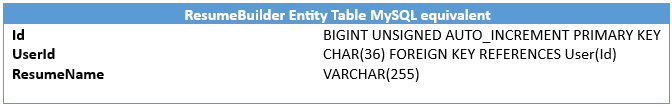 ResumeBuilder Entity Table MySQL equivalent
Id BIGINT UNSIGNED AUTO_INCREMENT PRIMARY KEY
UserId CHAR(36) FOREIGN KEY REFERENCES User(Id)
ResumeName VARCHAR(255)